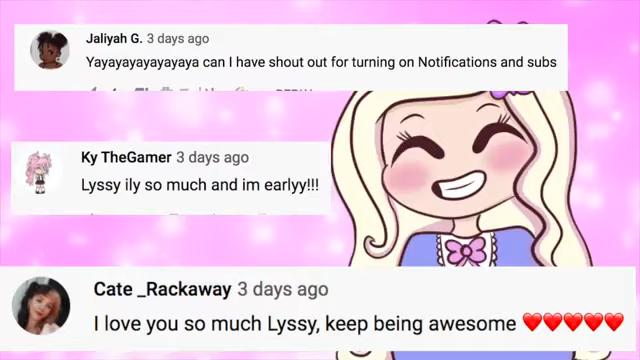 Jaliyah G. 3 days ago
Yayayayayayayaya can I have shout out for turning on Notifications and subs
Ky TheGamer 3 days ago
Lyssy ily so much and im earlyy!!!
Cate _Rackaway 3 days ago
I love you so much Lyssy, keep being awesome ❤️❤️❤️❤️❤️